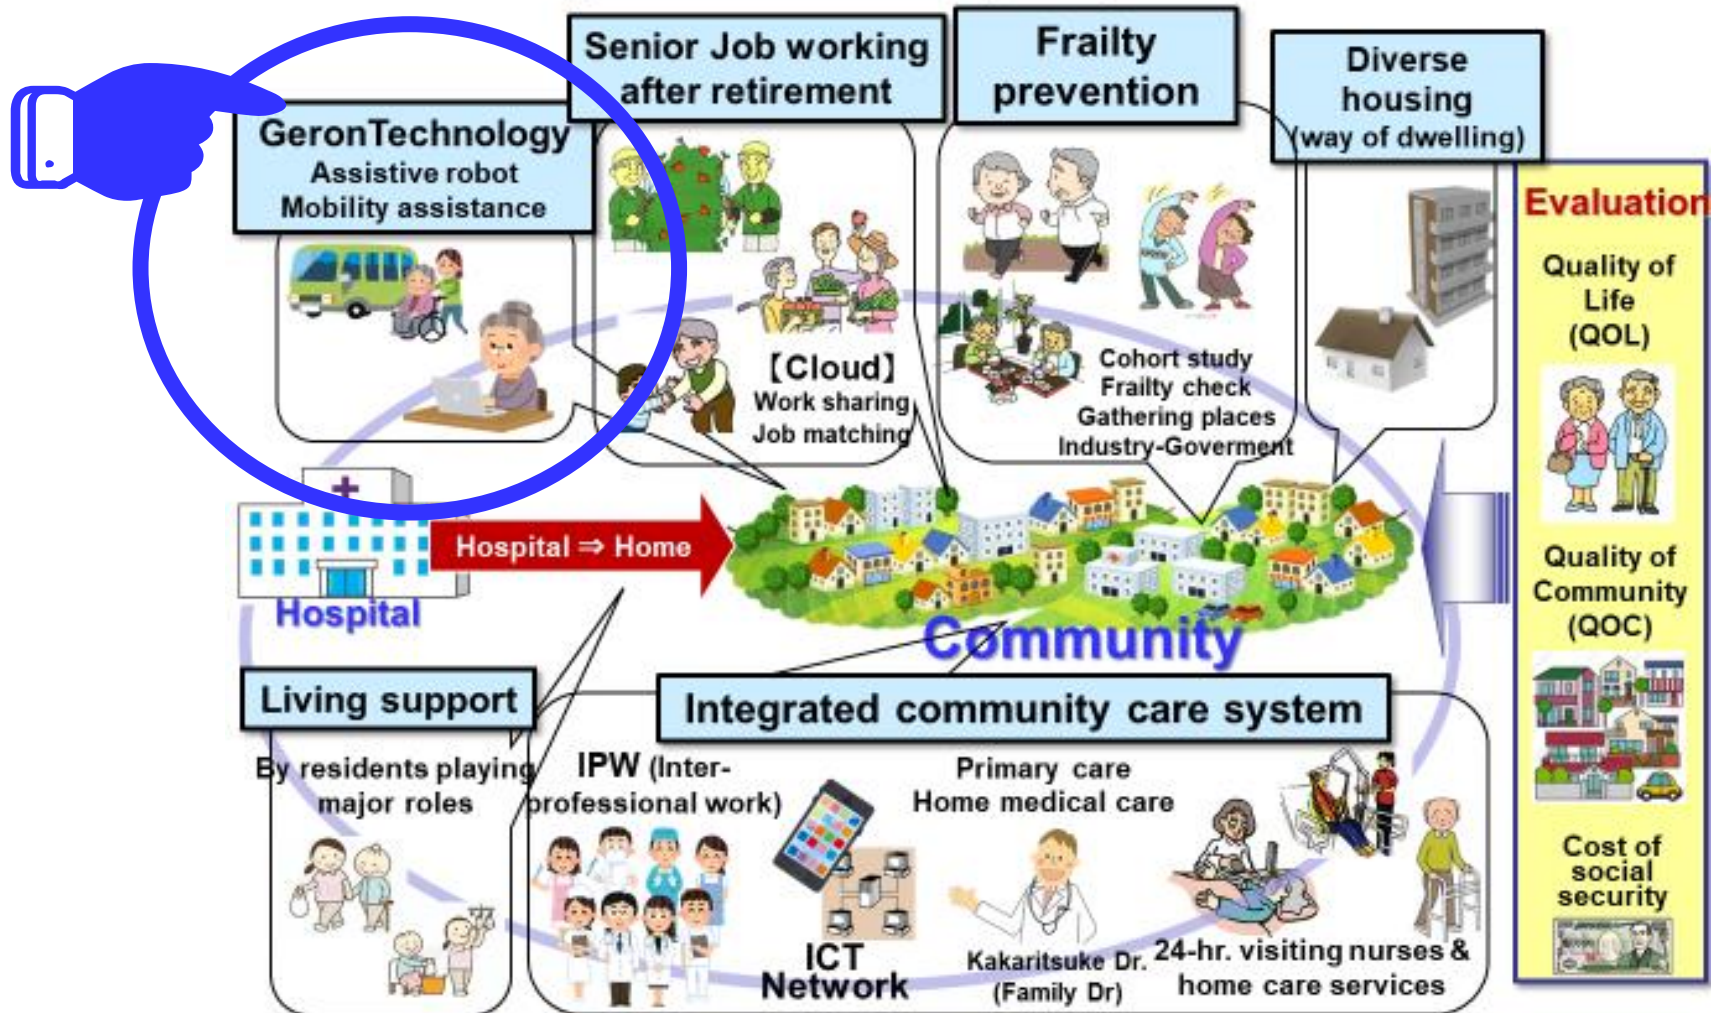 GeronTechnology
Assistive robot
Mobility assistance
Senior Job working
after retirement
【Cloud】
Work sharing
Job matching
Frailty
prevention
Cohort study
Frailty check
Gathering places
Industry-Goverment
Diverse
housing
(way of dwelling)
Evaluation
Quality of
Life
(QOL)
Quality of
Community
(QOC)
Cost of
social
security
Hospital ⇒ Home
Hospital
Community
Living support
By residents playing
major roles
Integrated community care system
IPW (Inter-
professional work)
ICT
Network
Primary care
Home medical care
Kakaritsuke Dr.
(Family Dr)
24-hr. visiting nurses &
home care services